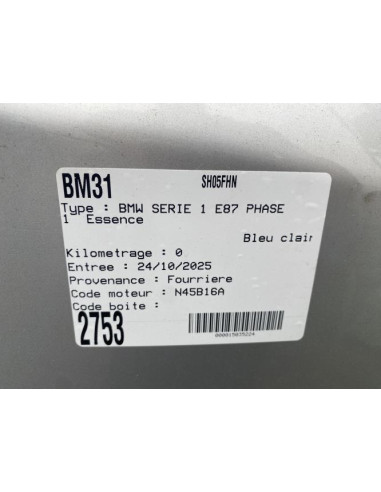 BM31 SH05FHN
Type : BMW SERIE 1 E87 PHASE
1 Essence
Bleu clair
Kilometrage : 0
Entree : 24/10/2025
Provenance : Fourriere
Code moteur : N45B16A
Code boite :
2753